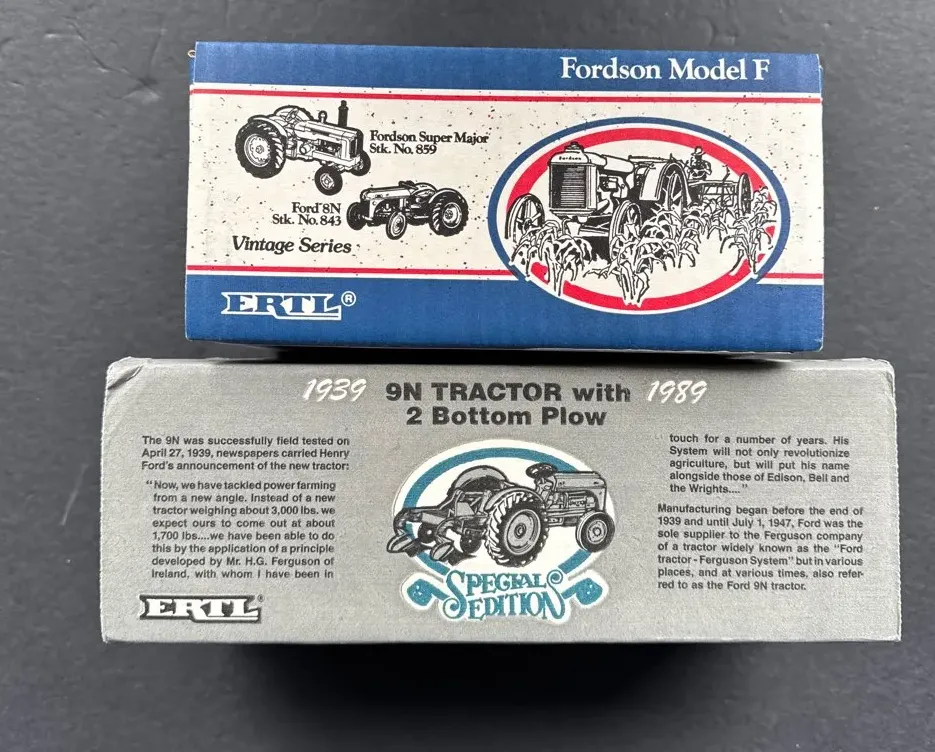 Fordson Model F
Fordson Super Major
Stk. No. 859
Ford 8N
Stk. No. 843
Vintage Series
Fordson
ERTL®
1939 9N TRACTOR with 1989
2 Bottom Plow
The 9N was successfully field tested on
April 27, 1939, newspapers carried Henry
Ford's announcement of the new tractor:
"Now, we have tackled power farming
from a new angle. Instead of a new
tractor weighing about 3,000 lbs. we
expect ours to come out at about
1,700 lbs....we have been able to do
this by the application of a principle
developed by Mr. H.G. Ferguson of
Ireland, with whom I have been in
ERTL®
SPECIAL
EDITION
touch for a number of years. His
System will not only revolutionize
agriculture, but will put his name
alongside those of Edison, Bell and
the Wrights...."
Manufacturing began before the end of
1939 and until July 1, 1947, Ford was the
sole supplier to the Ferguson company
of a tractor widely known as the "Ford
tractor - Ferguson System" but in various
places, and at various times, also refer-
red to as the Ford 9N tractor.